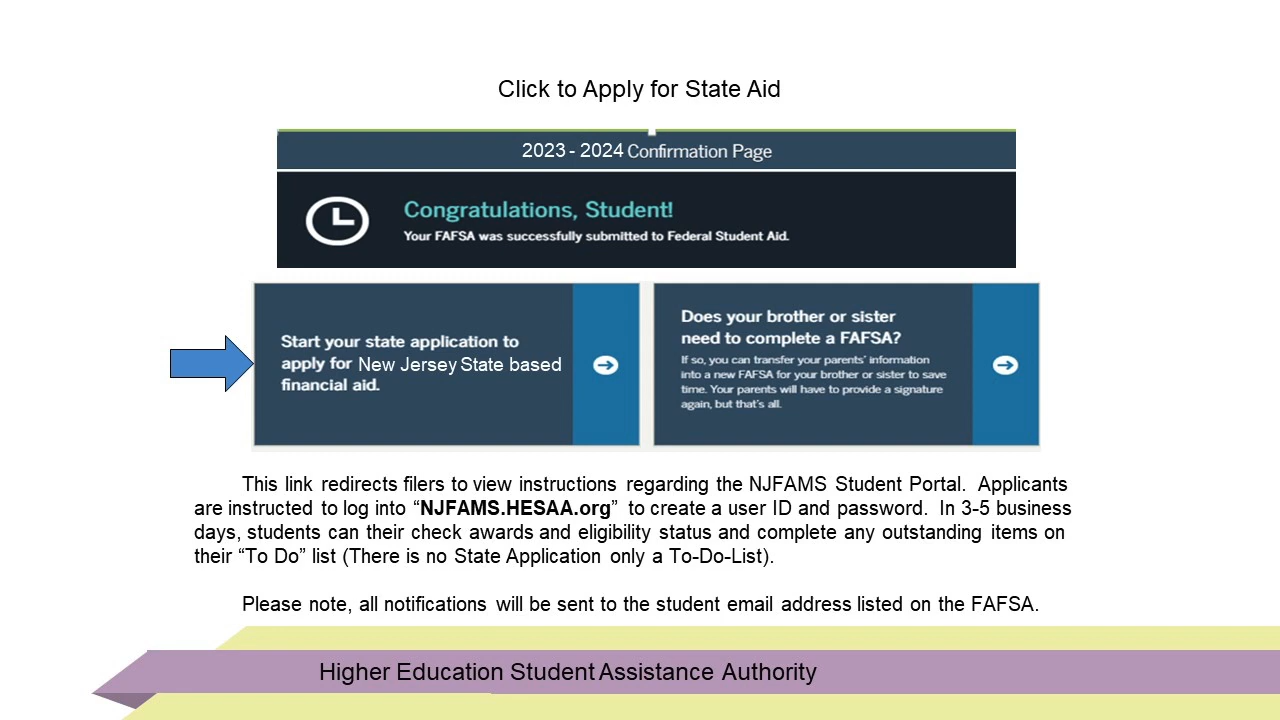 Click to Apply for State Aid
2023 - 2024 Confirmation Page
Congratulations, Student!
Your FAFSA was successfully submitted to Federal Student Aid.
Start your state application to
apply for New Jersey State based
financial aid.
Does your brother or sister
need to complete a FAFSA?
If so, you can transfer your parents' information
into a new FAFSA for your brother or sister to save
time. Your parents will have to provide a signature
again, but that's all.
This link redirects filers to view instructions regarding the NJFAMS Student Portal. Applicants
are instructed to log into “NJFAMS.HESAA.org” to create a user ID and password. In 3-5 business
days, students can their check awards and eligibility status and complete any outstanding items on
their “To Do” list (There is no State Application only a To-Do-List).
Please note, all notifications will be sent to the student email address listed on the FAFSA.
Higher Education Student Assistance Authority